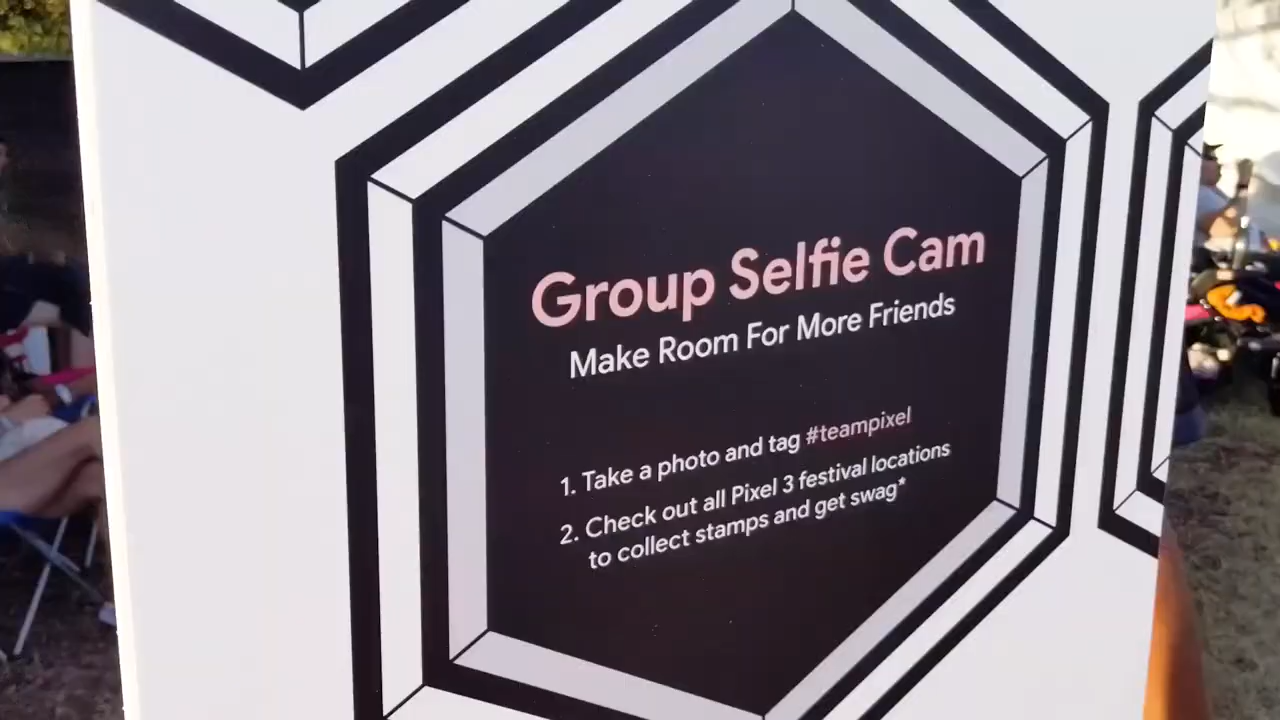 Group Selfie Cam
Make Room For More Friends
1. Take a photo and tag #teampixel
2. Check out all Pixel 3 festival locations
to collect stamps and get swag*